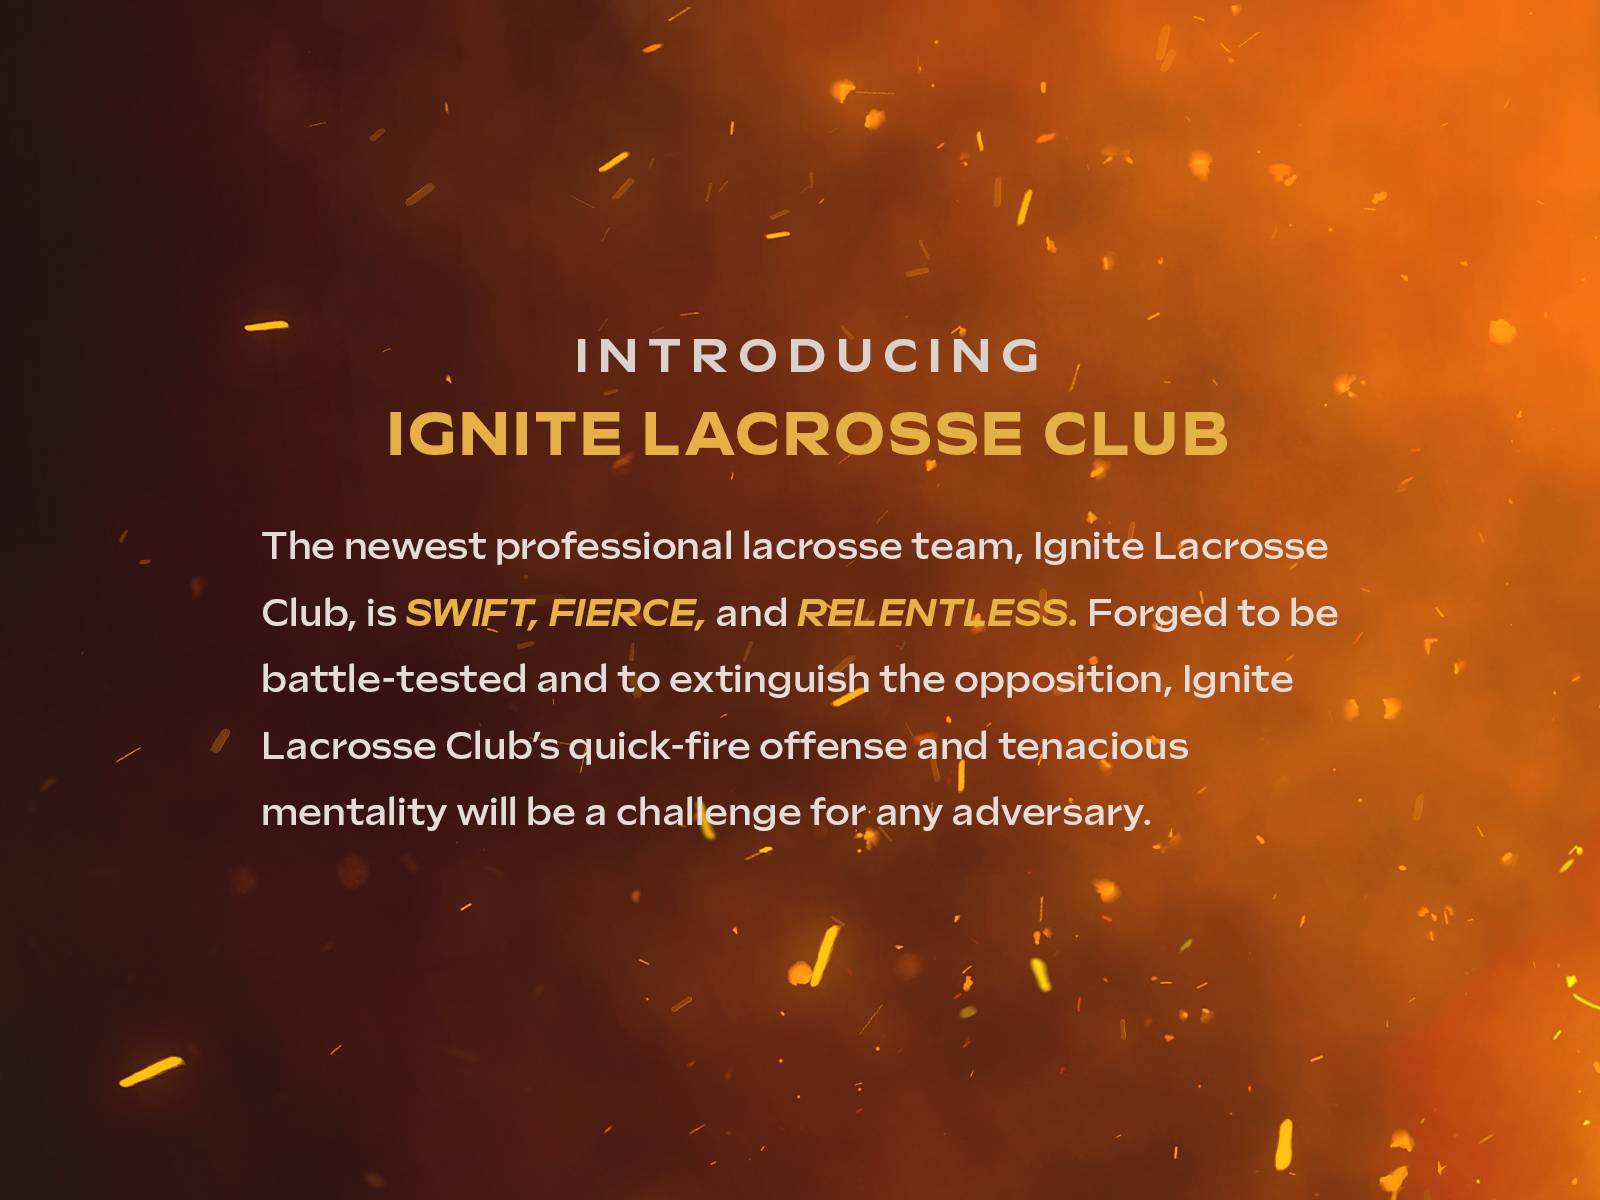 INTRODUCING
IGNITE LACROSSE CLUB
The newest professional lacrosse team, Ignite Lacrosse
Club, is SWIFT, FIERCE, and RELENTLESS. Forged to be
battle-tested and to extinguish the opposition, Ignite
Lacrosse Club’s quick-fire offense and tenacious
mentality will be a challenge for any adversary.